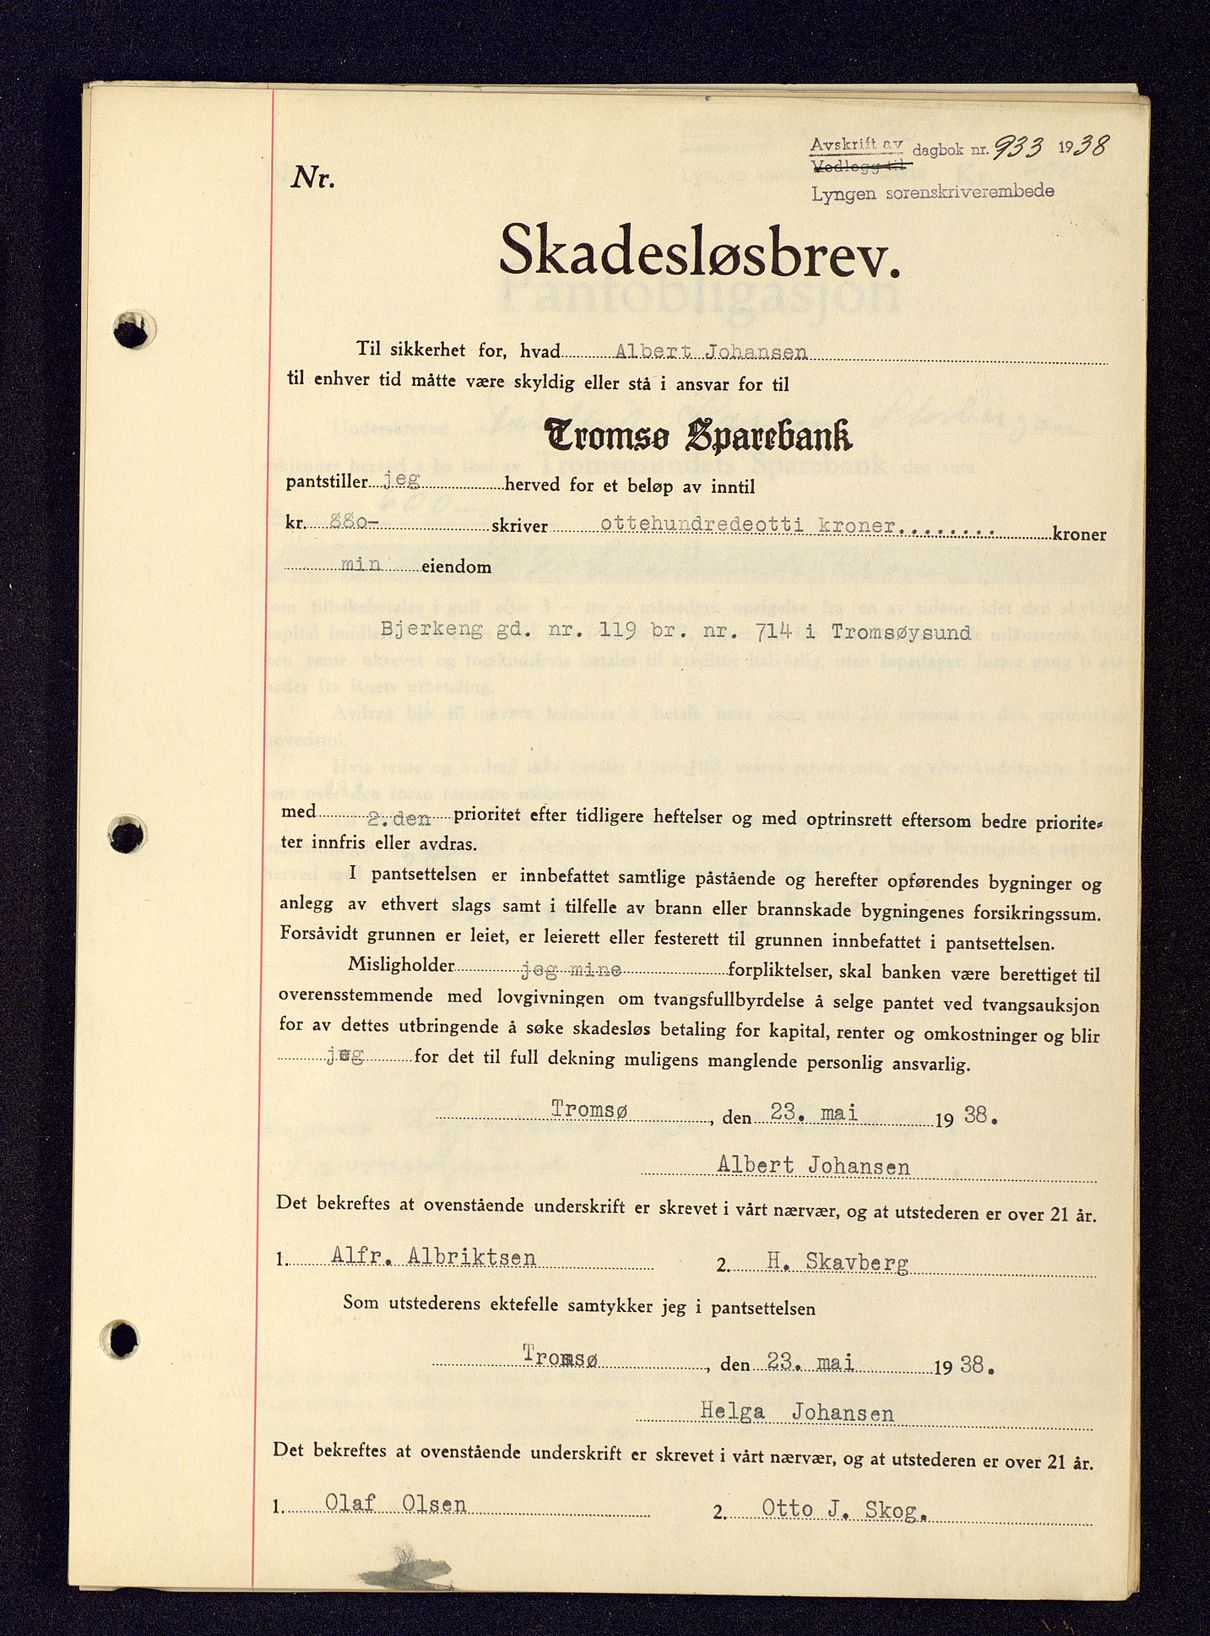 Avskrift av
Vedlegg til dagbok nr. 933 1938
Lyngen sorenskriverembede
Nr.
Skadesløsbrev.
Til sikkerhet for, hvad Albert Johansen
til enhver tid måtte være skyldig eller stå i ansvar for til
Tromsø Sparebank
pantstiller jeg herved for et beløp av inntil
kr. 880- skriver ottehundredeotti kroner......... kroner
min eiendom
Bjerkeng gd. nr. 119 br. nr. 714 i Tromsøysund
med 2.den prioritet efter tidligere heftelser og med optrinsrett eftersom bedre priorite-
ter innfris eller avdras.
I pantsettelsen er innbefattet samtlige påstående og herefter opførendes bygninger og
anlegg av ethvert slags samt i tilfelle av brann eller brannskade bygningenes forsikringssum.
Forsåvidt grunnen er leiet, er leierett eller festerett til grunnen innbefattet i pantsettelsen.
Misligholder jeg mine forpliktelser, skal banken være berettiget til
overensstemmende med lovgivningen om tvangsfullbyrdelse å selge pantet ved tvangsauksjon
for av dettes utbringende å søke skadesløs betaling for kapital, renter og omkostninger og blir
jeg for det til full dekning muligens manglende personlig ansvarlig.
Tromsø, den 23. mai 1938.
Albert Johansen
Det bekreftes at ovenstående underskrift er skrevet i vårt nærvær, og at utstederen er over 21 år.
1. Alfr. Albriktsen 2. H. Skavberg
Som utstederens ektefelle samtykker jeg i pantsettelsen
Tromsø, den 23. mai 1938.
Helga Johansen
Det bekreftes at ovenstående underskrift er skrevet i vårt nærvær, og at utstederen er over 21 år.
1. Olaf Olsen 2. Otto J. Skog.